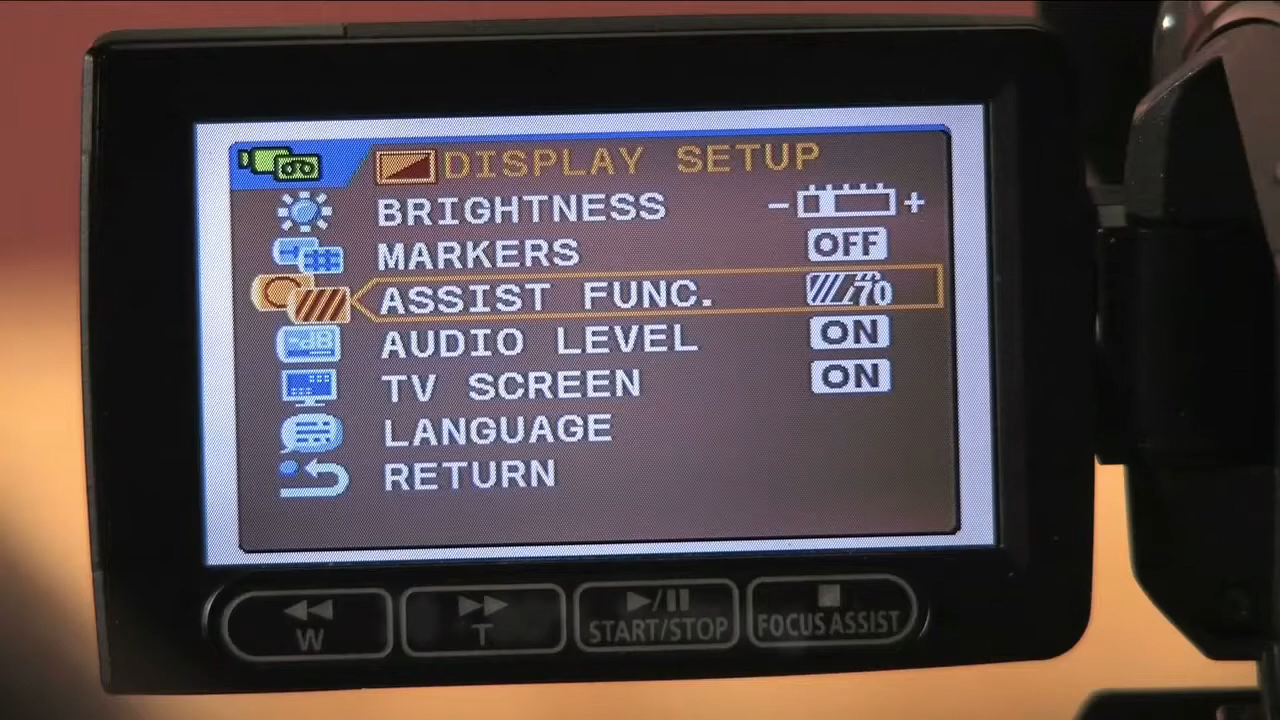 DISPLAY SETUP
BRIGHTNESS - +
MARKERS OFF
ASSIST FUNC. 70
AUDIO LEVEL ON
TV SCREEN ON
LANGUAGE
RETURN
W T START/STOP FOCUS ASSIST